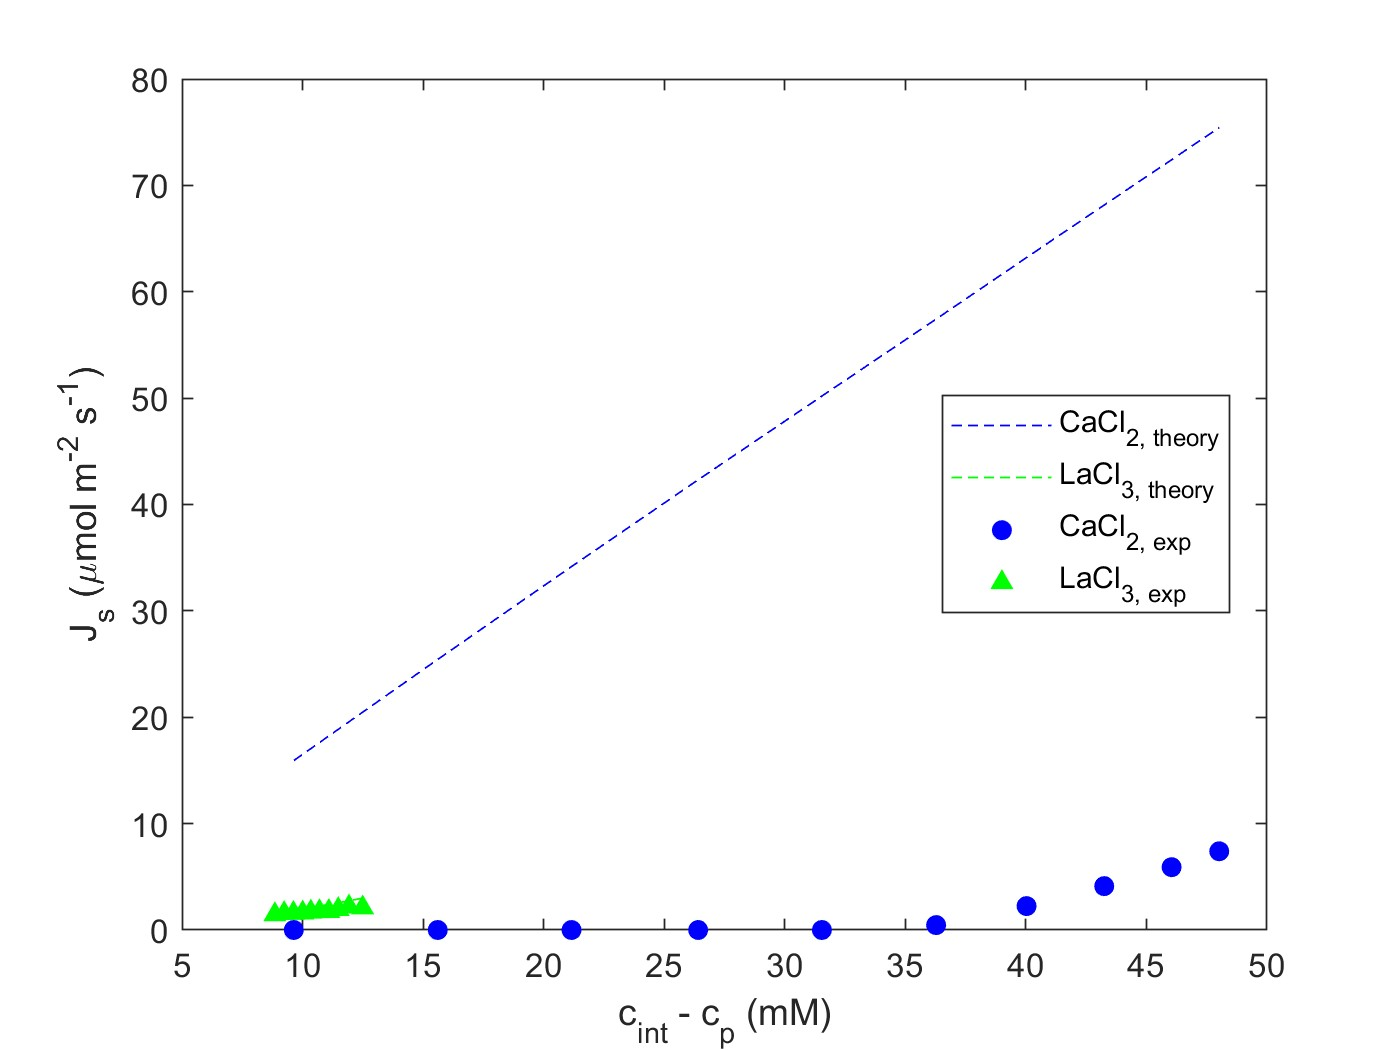 80
70
60
50
40
30
20
10
0
J_s (μmol m^-2 s^-1)
CaCl_2, theory
LaCl_3, theory
CaCl_2, exp
LaCl_3, exp
5 10 15 20 25 30 35 40 45 50
c_int - c_p (mM)